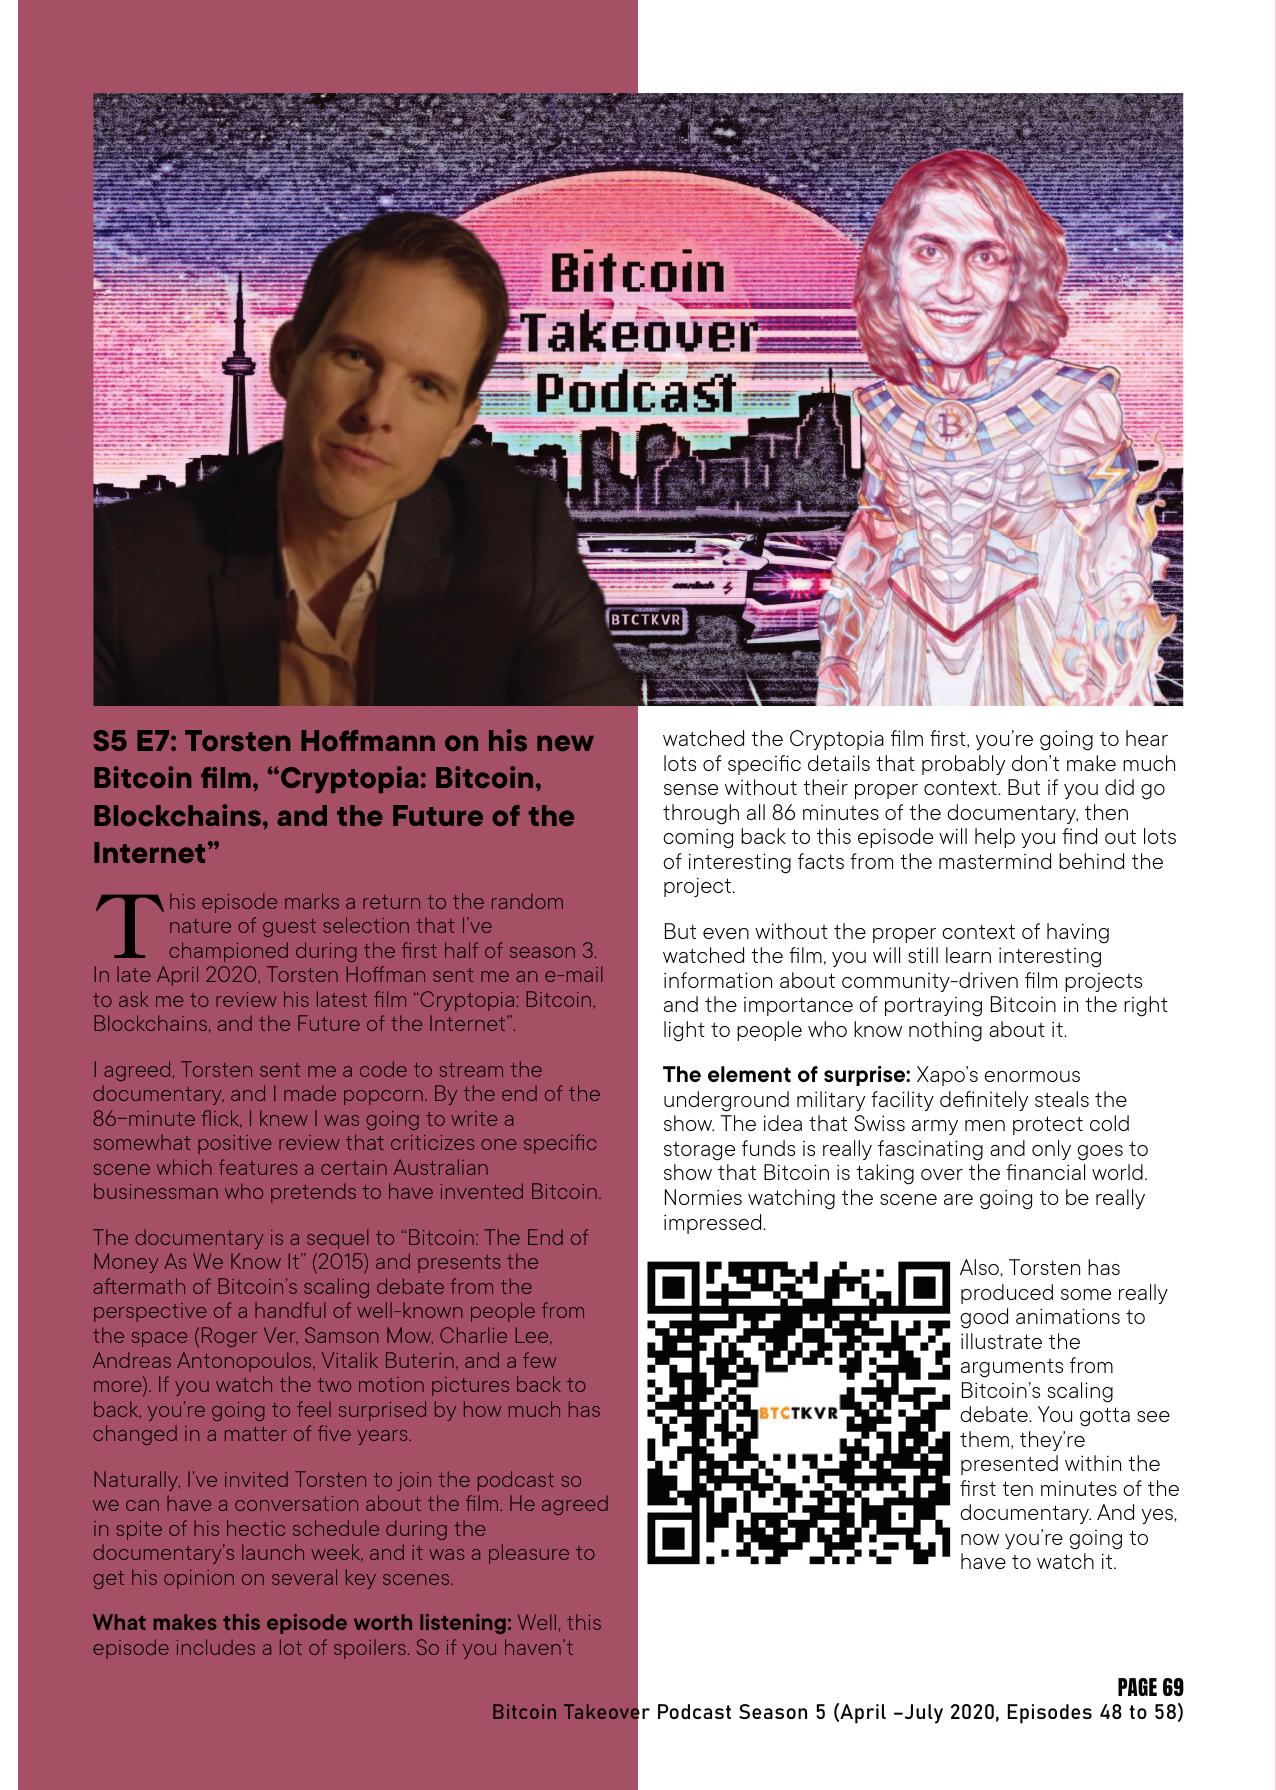 Bitcoin
Takeover
Podcast
BTCTKVR
S5 E7: Torsten Hoffmann on his new
Bitcoin film, “Cryptopia: Bitcoin,
Blockchains, and the Future of the
Internet”
This episode marks a return to the random
nature of guest selection that I’ve
championed during the first half of season 3.
In late April 2020, Torsten Hoffman sent me an e-mail
to ask me to review his latest film “Cryptopia: Bitcoin,
Blockchains, and the Future of the Internet”.
I agreed, Torsten sent me a code to stream the
documentary, and I made popcorn. By the end of the
86–minute flick, I knew I was going to write a
somewhat positive review that criticizes one specific
scene which features a certain Australian
businessman who pretends to have invented Bitcoin.
The documentary is a sequel to “Bitcoin: The End of
Money As We Know It” (2015) and presents the
aftermath of Bitcoin’s scaling debate from the
perspective of a handful of well-known people from
the space (Roger Ver, Samson Mow, Charlie Lee,
Andreas Antonopoulos, Vitalik Buterin, and a few
more). If you watch the two motion pictures back to
back, you’re going to feel surprised by how much has
changed in a matter of five years.
Naturally, I’ve invited Torsten to join the podcast so
we can have a conversation about the film. He agreed
in spite of his hectic schedule during the
documentary’s launch week, and it was a pleasure to
get his opinion on several key scenes.
What makes this episode worth listening: Well, this
episode includes a lot of spoilers. So if you haven’t
watched the Cryptopia film first, you’re going to hear
lots of specific details that probably don’t make much
sense without their proper context. But if you did go
through all 86 minutes of the documentary, then
coming back to this episode will help you find out lots
of interesting facts from the mastermind behind the
project.
But even without the proper context of having
watched the film, you will still learn interesting
information about community-driven film projects
and the importance of portraying Bitcoin in the right
light to people who know nothing about it.
The element of surprise: Xapo’s enormous
underground military facility definitely steals the
show. The idea that Swiss army men protect cold
storage funds is really fascinating and only goes to
show that Bitcoin is taking over the financial world.
Normies watching the scene are going to be really
impressed.
BTCTKVR
Also, Torsten has
produced some really
good animations to
illustrate the
arguments from
Bitcoin’s scaling
debate. You gotta see
them, they’re
presented within the
first ten minutes of the
documentary. And yes,
now you’re going to
have to watch it.
PAGE 69
Bitcoin Takeover Podcast Season 5 (April –July 2020, Episodes 48 to 58)